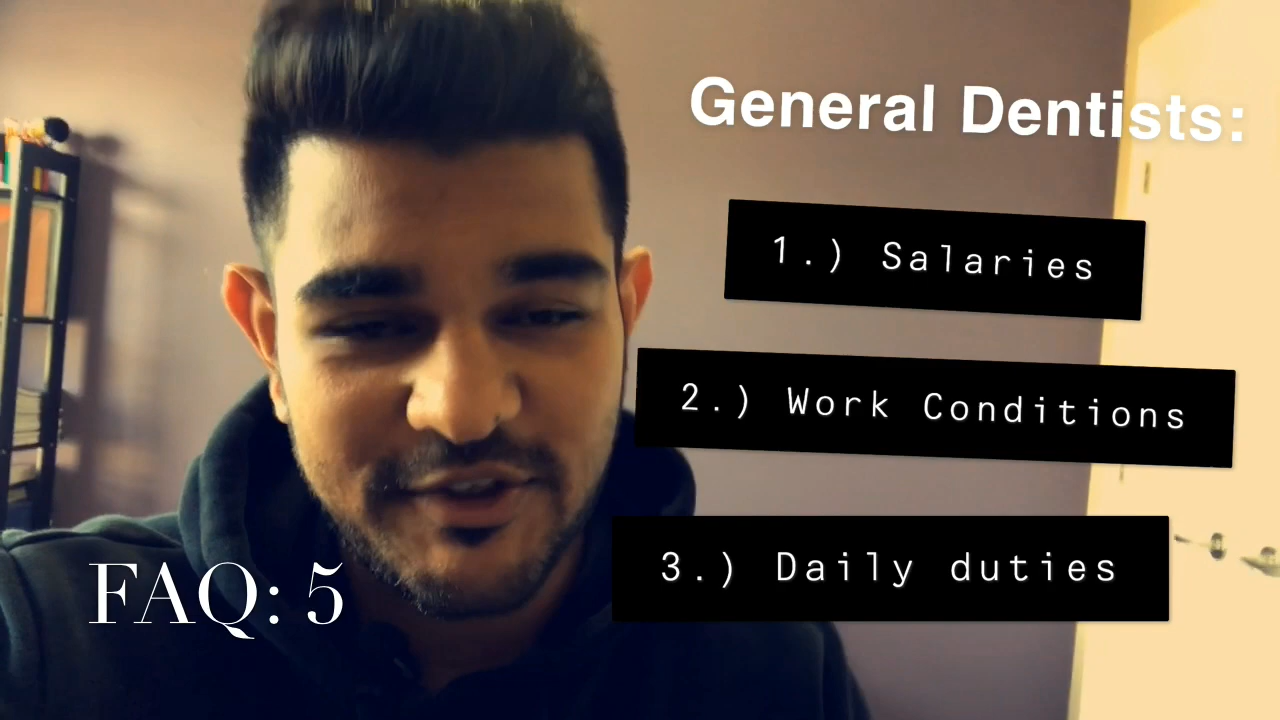 General Dentists:
1.) Salaries
2.) Work Conditions
3.) Daily duties
FAQ: 5